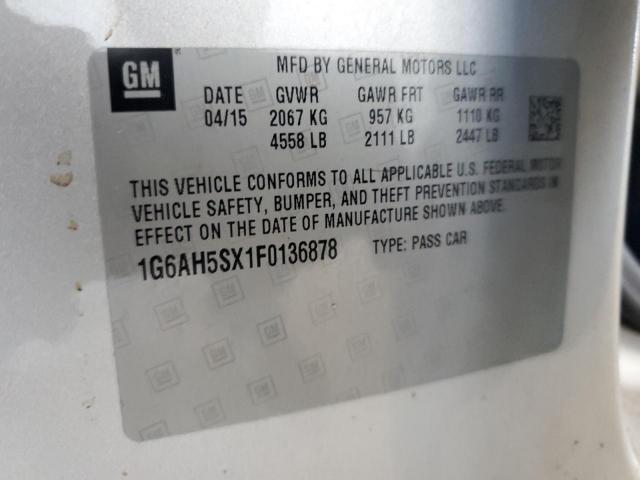 GM
MFD BY GENERAL MOTORS LLC
DATE GVWR GAWR FRT GAWR RR
04/15 2067 KG 957 KG 1110 KG
4558 LB 2111 LB 2447 LB
THIS VEHICLE CONFORMS TO ALL APPLICABLE U.S. FEDERAL MOTOR
VEHICLE SAFETY, BUMPER, AND THEFT PREVENTION STANDARDS IN
EFFECT ON THE DATE OF MANUFACTURE SHOWN ABOVE.
1G6AH5SX1F0136878 TYPE: PASS CAR